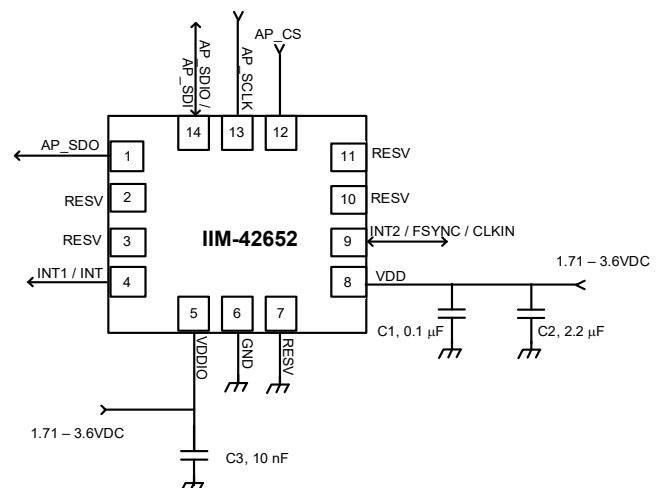 AP_CS
AP_SDIO /
AP_SDI
AP_SCLK
14
13
12
AP_SDO
1
11
RESV
RESV
2
10
RESV
IIM-42652
RESV
3
9
INT2 / FSYNC / CLKIN
INT1 / INT
4
8
VDD
1.71 – 3.6VDC
5
6
7
VDDIO
GND
RESV
C1, 0.1 μF
C2, 2.2 μF
1.71 – 3.6VDC
C3, 10 nF